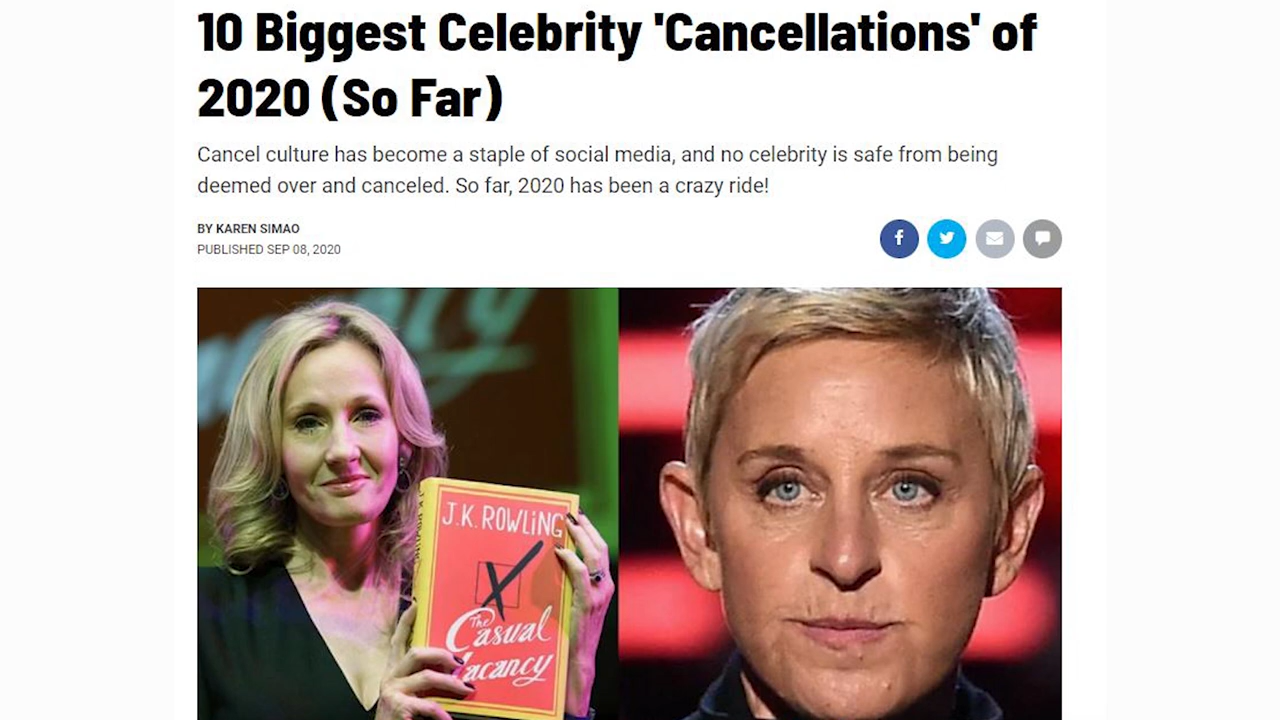 10 Biggest Celebrity 'Cancellations' of
2020 (So Far)
Cancel culture has become a staple of social media, and no celebrity is safe from being
deemed over and canceled. So far, 2020 has been a crazy ride!
BY KAREN SIMAO
PUBLISHED SEP 08, 2020
J.K. ROWLING
The
Casual
Vacancy